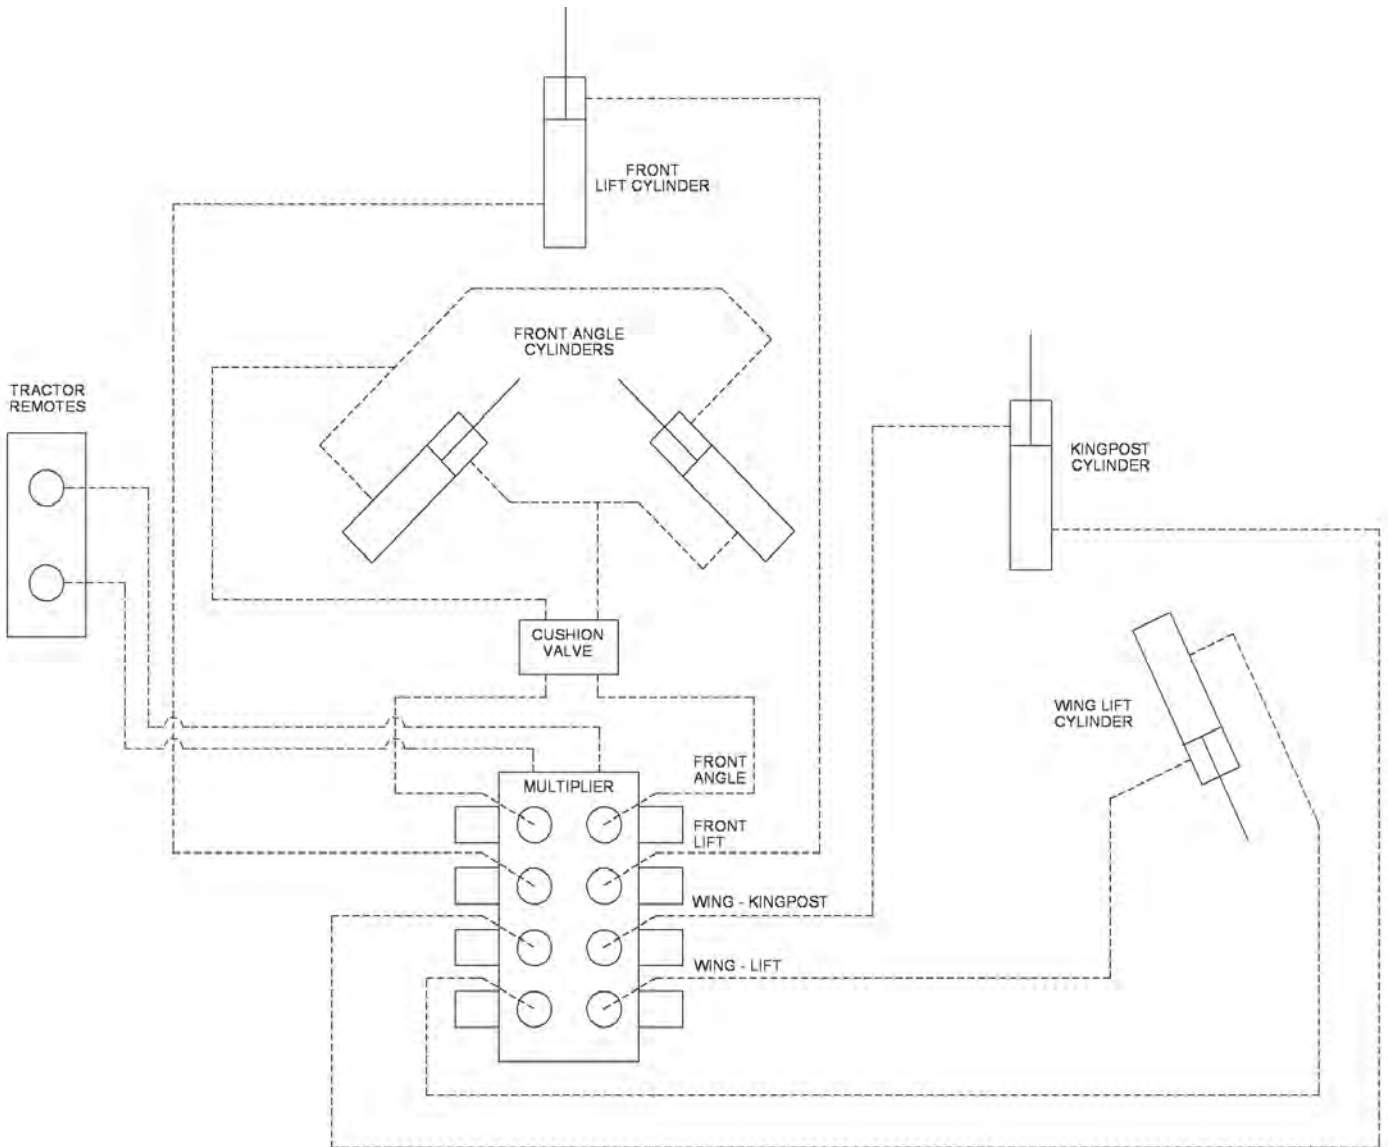 FRONT
LIFT CYLINDER
FRONT ANGLE
CYLINDERS
TRACTOR
REMOTES
KINGPOST
CYLINDER
CUSHION
VALVE
WING LIFT
CYLINDER
FRONT
ANGLE
MULTIPLIER
FRONT
LIFT
WING - KINGPOST
WING - LIFT